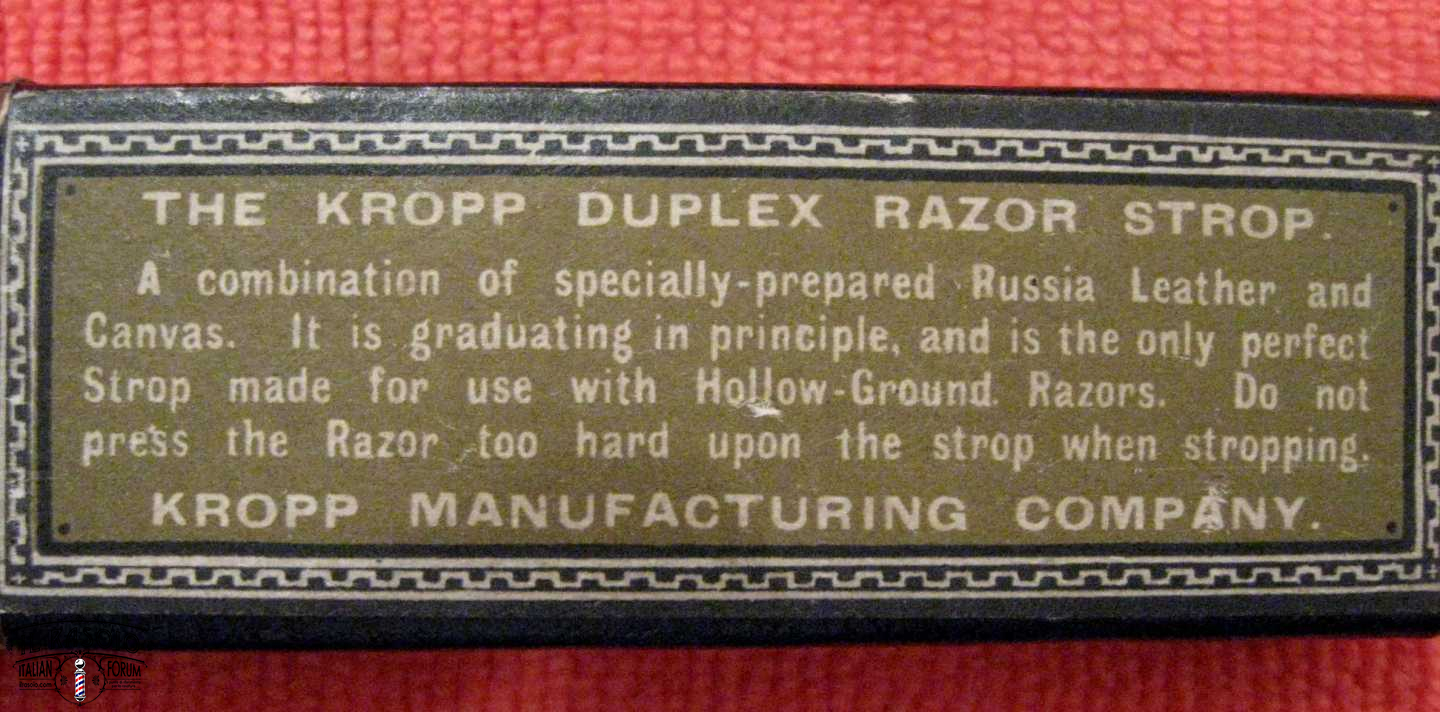 THE KROPP DUPLEX RAZOR STROP.
A combination of specially-prepared Russia Leather and
Canvas. It is graduating in principle, and is the only perfect
Strop made for use with Hollow-Ground Razors. Do not
press the Razor too hard upon the strop when stropping.
KROPP MANUFACTURING COMPANY.
ITALIAN FORUM